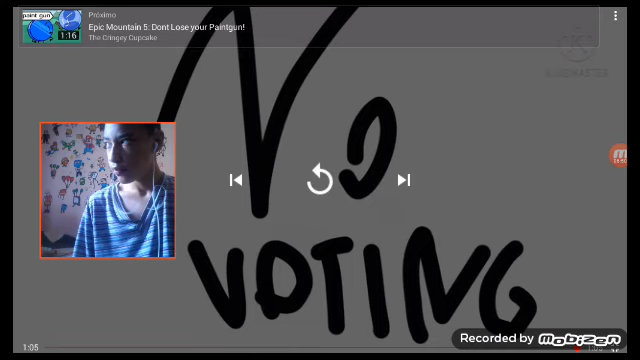 paint gun
Próximo
1:16
Epic Mountain 5: Dont Lose your Paintgun!
The Cringey Cupcake
KINEMASTER
No
VOTING
1:05
Recorded by Mobizen